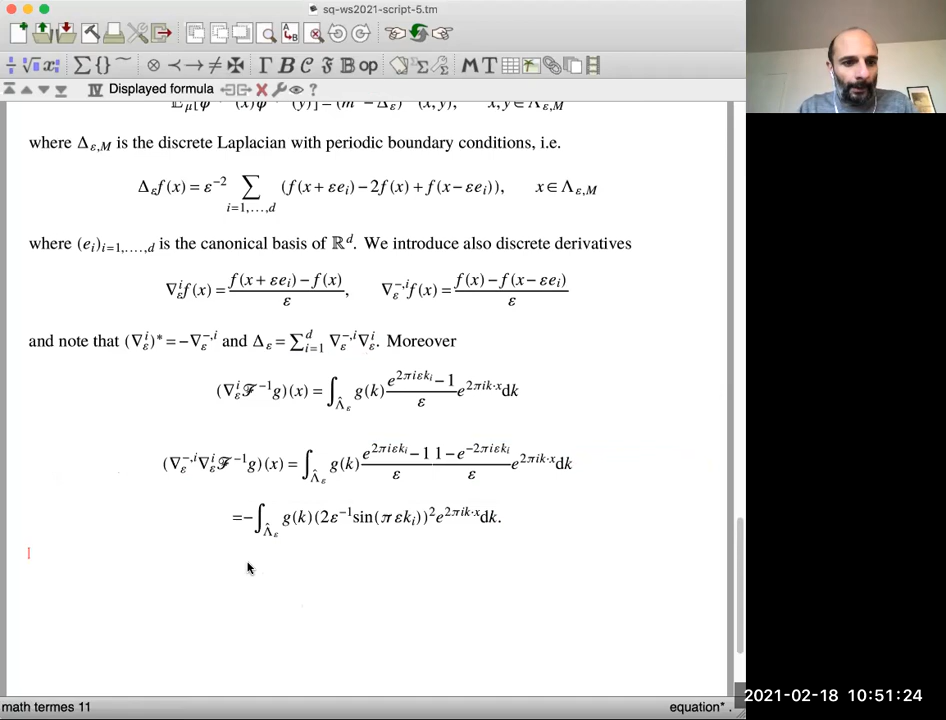 sq-ws2021-script-5.tm
Displayed formula
(x)φ (y)] = (m − Δ_ε) (x, y), x, y ∈ Λ_{ε,M}
where Δ_{ε,M} is the discrete Laplacian with periodic boundary conditions, i.e.
Δ_ε f(x) = ε^{−2} ∑_{i=1,…,d} (f(x + εe_i) − 2f(x) + f(x − εe_i)), x ∈ Λ_{ε,M}
where (e_i)_{i=1,…,d} is the canonical basis of ℝ^d. We introduce also discrete derivatives
∇_ε^i f(x) = (f(x + εe_i) − f(x))/ε, ∇_ε^{−,i} f(x) = (f(x) − f(x − εe_i))/ε
and note that (∇_ε^i)* = −∇_ε^{−,i} and Δ_ε = ∑_{i=1}^d ∇_ε^{−,i}∇_ε^i. Moreover
(∇_ε^i ℱ^{−1}g)(x) = ∫_{Λ̂_ε} g(k) (e^{2πiεk_i} − 1)/ε e^{2πik·x}dk
(∇_ε^{−,i}∇_ε^i ℱ^{−1}g)(x) = ∫_{Λ̂_ε} g(k) (e^{2πiεk_i} − 1)/ε (1 − e^{−2πiεk_i})/ε e^{2πik·x}dk
= −∫_{Λ̂_ε} g(k)(2ε^{−1}sin(πεk_i))^2 e^{2πik·x}dk.
math termes 11
equation*
2021-02-18 10:51:24